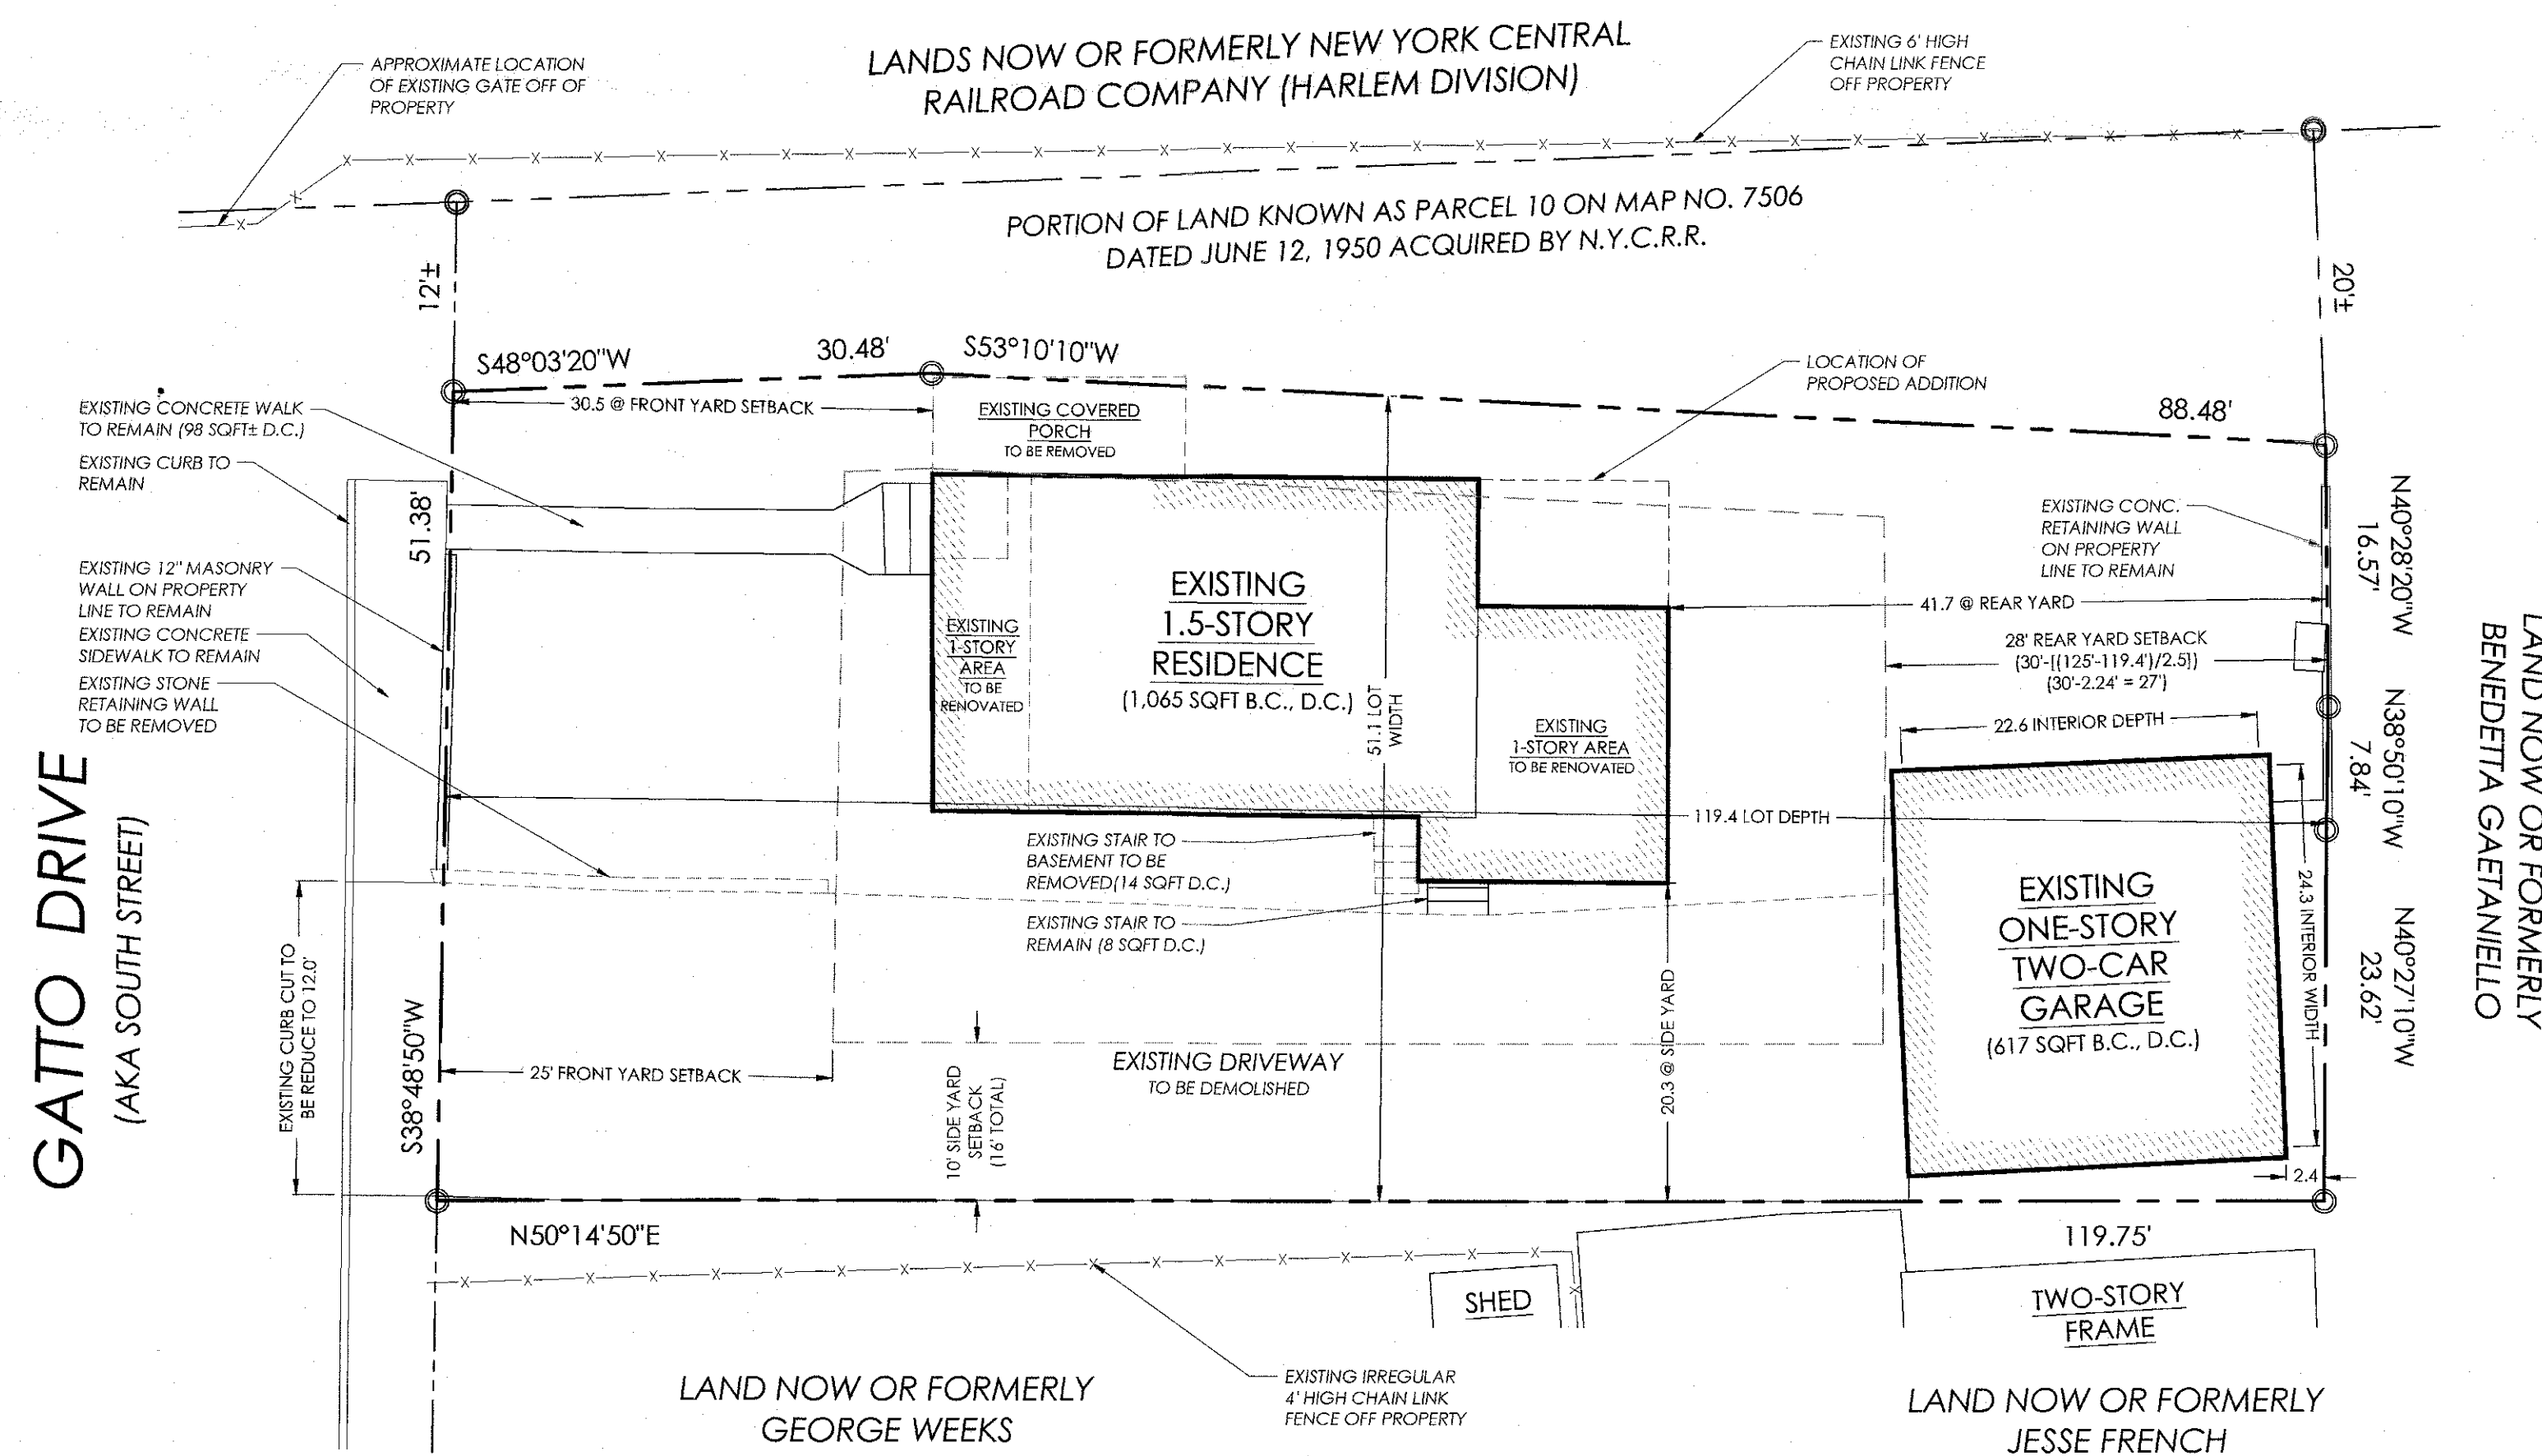 LANDS NOW OR FORMERLY NEW YORK CENTRAL
RAILROAD COMPANY (HARLEM DIVISION)
APPROXIMATE LOCATION
OF EXISTING GATE OFF OF
PROPERTY
EXISTING 6' HIGH
CHAIN LINK FENCE
OFF PROPERTY
PORTION OF LAND KNOWN AS PARCEL 10 ON MAP NO. 7506
DATED JUNE 12, 1950 ACQUIRED BY N.Y.C.R.R.
12'±
20'±
S48°03'20"W
30.48'
S53°10'10"W
88.48'
LOCATION OF
PROPOSED ADDITION
30.5 @ FRONT YARD SETBACK
EXISTING COVERED
PORCH
TO BE REMOVED
EXISTING CONCRETE WALK
TO REMAIN (98 SQFT± D.C.)
EXISTING CURB TO
REMAIN
51.38'
EXISTING 12" MASONRY
WALL ON PROPERTY
LINE TO REMAIN
EXISTING CONCRETE
SIDEWALK TO REMAIN
EXISTING STONE
RETAINING WALL
TO BE REMOVED
EXISTING
1-STORY
AREA
TO BE
RENOVATED
EXISTING
1.5-STORY
RESIDENCE
(1,065 SQFT B.C., D.C.)
51.1 LOT
WIDTH
EXISTING
1-STORY AREA
TO BE RENOVATED
EXISTING CONC.
RETAINING WALL
ON PROPERTY
LINE TO REMAIN
41.7 @ REAR YARD
28' REAR YARD SETBACK
(30'-[(125'-119.4')/2.5])
(30'-2.24' = 27')
22.6 INTERIOR DEPTH
N40°28'20"W
16.57'
N38°50'10"W
7.84'
N40°27'10"W
23.62'
LAND NOW OR FORMERLY
BENEDETTA GAETANIELLO
GATTO DRIVE
(AKA SOUTH STREET)
119.4 LOT DEPTH
EXISTING STAIR TO
BASEMENT TO BE
REMOVED(14 SQFT D.C.)
EXISTING STAIR TO
REMAIN (8 SQFT D.C.)
EXISTING
ONE-STORY
TWO-CAR
GARAGE
(617 SQFT B.C., D.C.)
24.3 INTERIOR WIDTH
2.4
EXISTING CURB CUT TO
BE REDUCE TO 12.0'
S38°48'50"W
25' FRONT YARD SETBACK
10' SIDE YARD
SETBACK
(16' TOTAL)
EXISTING DRIVEWAY
TO BE DEMOLISHED
20.3 @ SIDE YARD
N50°14'50"E
119.75'
SHED
TWO-STORY
FRAME
LAND NOW OR FORMERLY
GEORGE WEEKS
EXISTING IRREGULAR
4' HIGH CHAIN LINK
FENCE OFF PROPERTY
LAND NOW OR FORMERLY
JESSE FRENCH